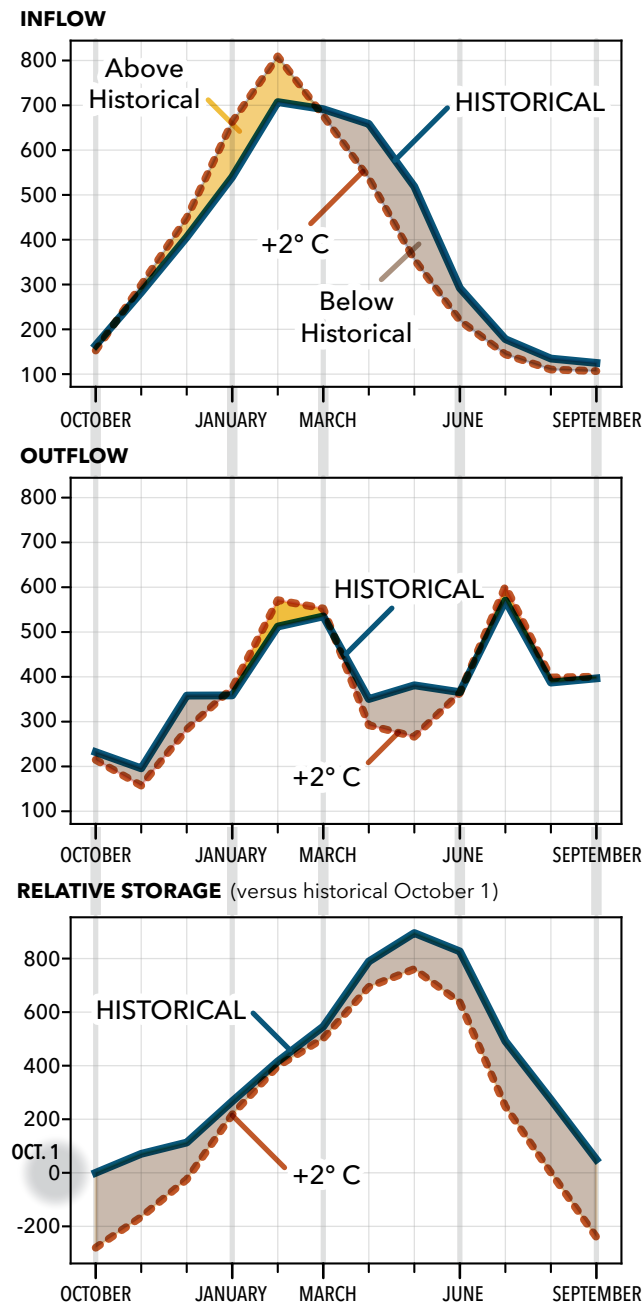 INFLOW
800
700
600
500
400
300
200
100
Above
Historical
HISTORICAL
+2° C
Below
Historical
OCTOBER JANUARY MARCH JUNE SEPTEMBER
OUTFLOW
800
700
600
500
400
300
200
100
HISTORICAL
+2° C
OCTOBER JANUARY MARCH JUNE SEPTEMBER
RELATIVE STORAGE (versus historical October 1)
800
600
400
200
OCT. 1
0
-200
HISTORICAL
+2° C
OCTOBER JANUARY MARCH JUNE SEPTEMBER